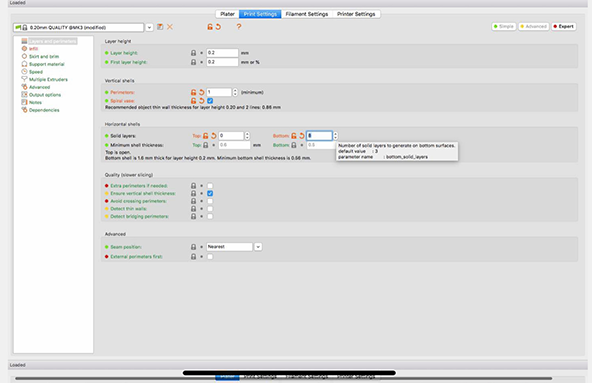 Loaded
Plater Print Settings Filament Settings Printer Settings
0.20mm QUALITY @MK3 (modified)
?
Simple Advanced Expert
Layers and perimeters
Infill
Skirt and brim
Support material
Speed
Multiple Extruders
Advanced
Output options
Notes
Dependencies
Layer height
Layer height: 0.2 mm
First layer height: 0.2 mm or %
Vertical shells
Perimeters: 1 (minimum)
Spiral vase:
Recommended object thin wall thickness for layer height 0.20 and 2 lines: 0.86 mm
Horizontal shells
Solid layers: Top: 0 Bottom:
Minimum shell thickness: Top: mm Bottom:
Top is open.
Bottom shell is 1.6 mm thick for layer height 0.2 mm. Minimum bottom shell thickness is 0.56 mm.
Number of solid layers to generate on bottom surfaces.
default value : 3
parameter name : bottom_solid_layers
Quality (slower slicing)
Extra perimeters if needed:
Ensure vertical shell thickness:
Avoid crossing perimeters:
Detect thin walls:
Detect bridging perimeters:
Advanced
Seam position: Nearest
External perimeters first:
Loaded
Print Settings Filament Settings Printer Settings